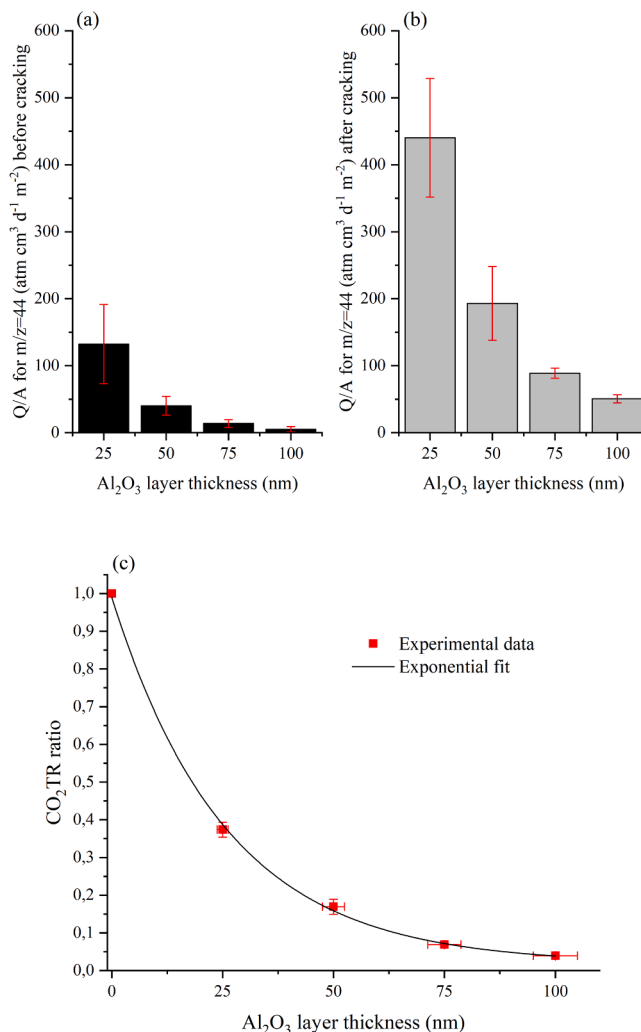 (a)
600
500
400
300
200
100
0
Q/A for m/z=44 (atm cm³ d⁻¹ m⁻²) before cracking
25 50 75 100
Al₂O₃ layer thickness (nm)
(b)
600
500
400
300
200
100
0
Q/A for m/z=44 (atm cm³ d⁻¹ m⁻²) after cracking
25 50 75 100
Al₂O₃ layer thickness (nm)
(c)
1,0
0,9
0,8
0,7
0,6
0,5
0,4
0,3
0,2
0,1
0,0
CO₂TR ratio
Experimental data
Exponential fit
0 25 50 75 100
Al₂O₃ layer thickness (nm)